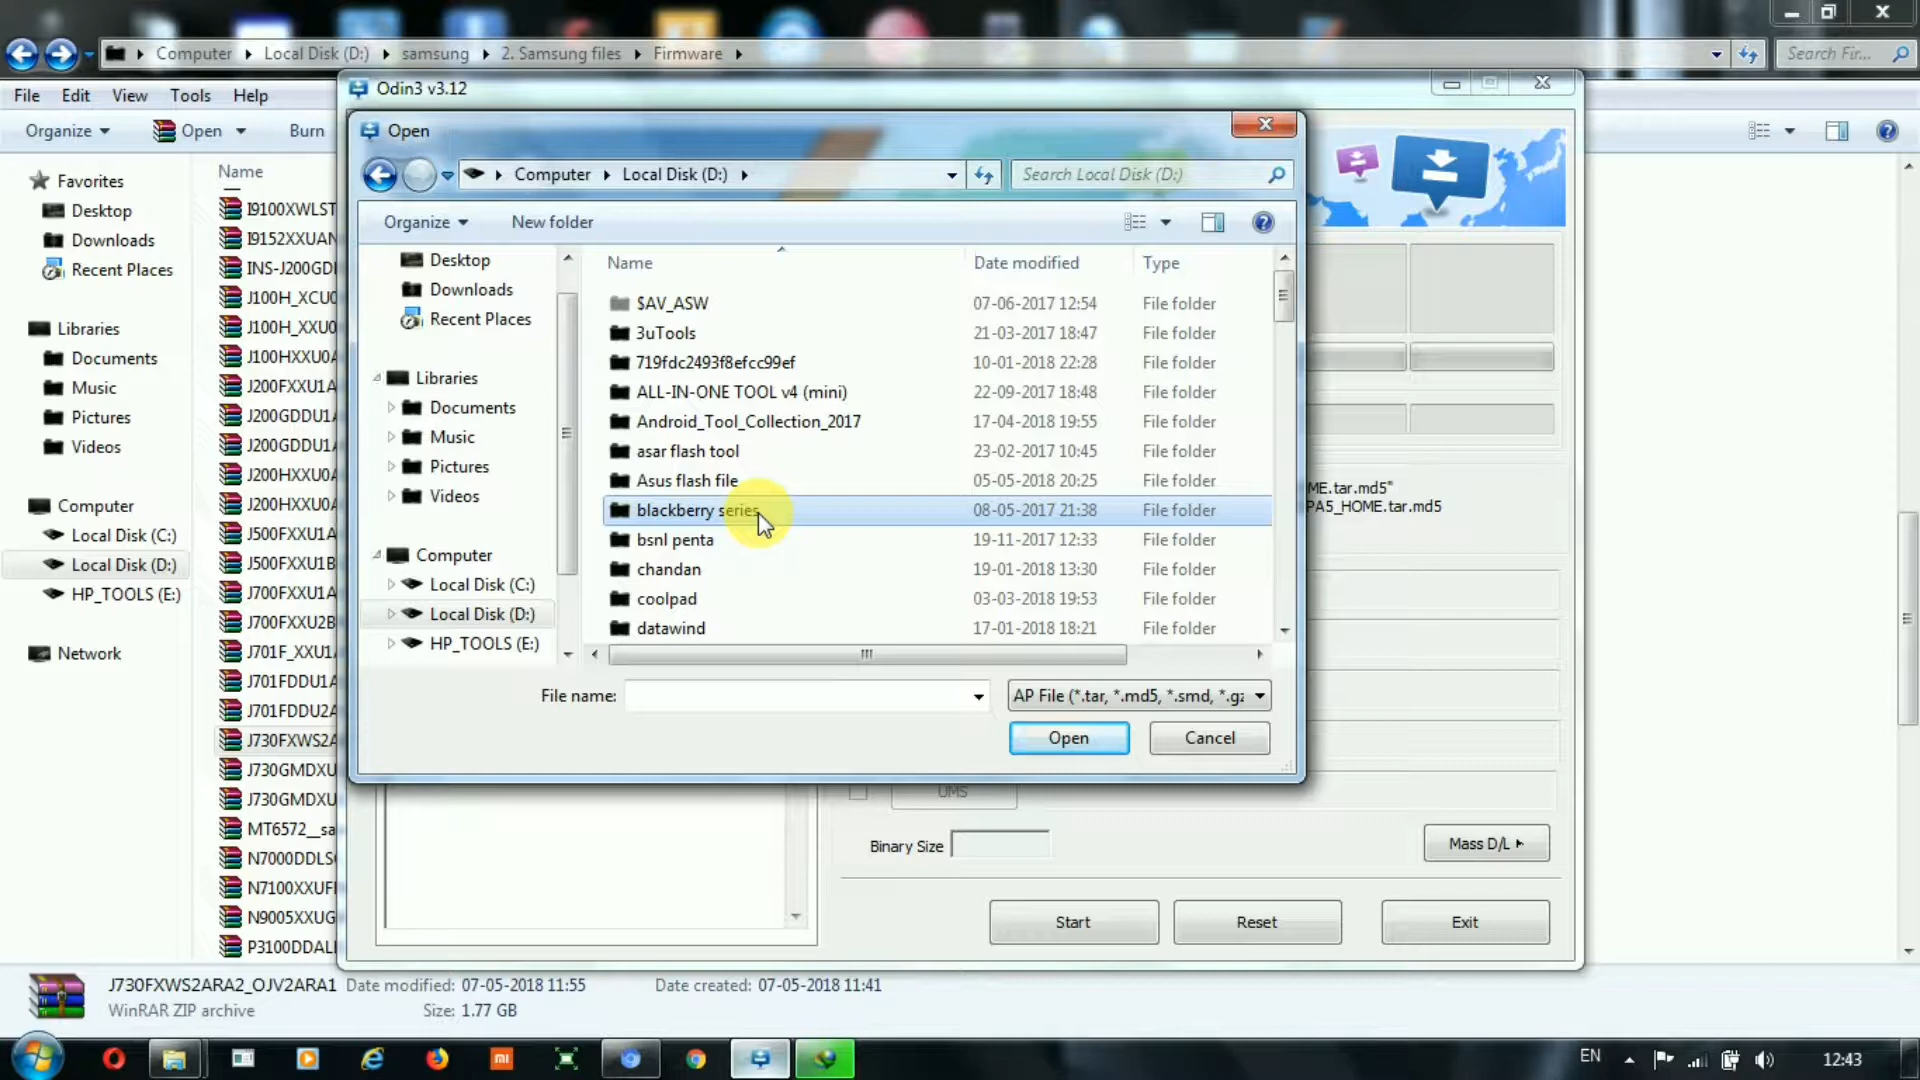 Computer Local Disk (D:) samsung 2. Samsung files Firmware
Search Fir...
File Edit View Tools Help
Organize Open Burn
Favorites
Desktop
Downloads
Recent Places
Libraries
Documents
Music
Pictures
Videos
Computer
Local Disk (C:)
Local Disk (D:)
HP_TOOLS (E:)
Network
Name
I9100XWLST
I9152XXUAN
INS-J200GD
J100H_XCU0
J100H_XXU0
J100HXXU0A
J200FXXU1A
J200GDDU1A
J200GDDU1A
J200HXXU0A
J200HXXU0A
J500FXXU1A
J500FXXU1B
J700FXXU1A
J700FXXU2B
J701F_XXU1
J701FDDU1A
J701FDDU2A
J730FXWS2A
J730GMDXU
J730GMDXU
MT6572__sa
N7000DDLS
N7100XXUF
N9005XXUG
P3100DDAL
Odin3 v3.12
Open
Computer Local Disk (D:)
Search Local Disk (D:)
Organize New folder
Desktop
Downloads
Recent Places
Libraries
Documents
Music
Pictures
Videos
Computer
Local Disk (C:)
Local Disk (D:)
HP_TOOLS (E:)
Name Date modified Type
$AV_ASW 07-06-2017 12:54 File folder
3uTools 21-03-2017 18:47 File folder
719fdc2493f8efcc99ef 10-01-2018 22:28 File folder
ALL-IN-ONE TOOL v4 (mini) 22-09-2017 18:48 File folder
Android_Tool_Collection_2017 17-04-2018 19:55 File folder
asar flash tool 23-02-2017 10:45 File folder
Asus flash file 05-05-2018 20:25 File folder
blackberry series 08-05-2017 21:38 File folder
bsnl penta 19-11-2017 12:33 File folder
chandan 19-01-2018 13:30 File folder
coolpad 03-03-2018 19:53 File folder
datawind 17-01-2018 18:21 File folder
File name: AP File (*.tar, *.md5, *.smd, *.gz
Open Cancel
ME.tar.md5"
PA5_HOME.tar.md5
UMS
Binary Size
Mass D/L
Start Reset Exit
J730FXWS2ARA2_OJV2ARA1 Date modified: 07-05-2018 11:55 Date created: 07-05-2018 11:41
WinRAR ZIP archive Size: 1.77 GB
mi
EN
12:43